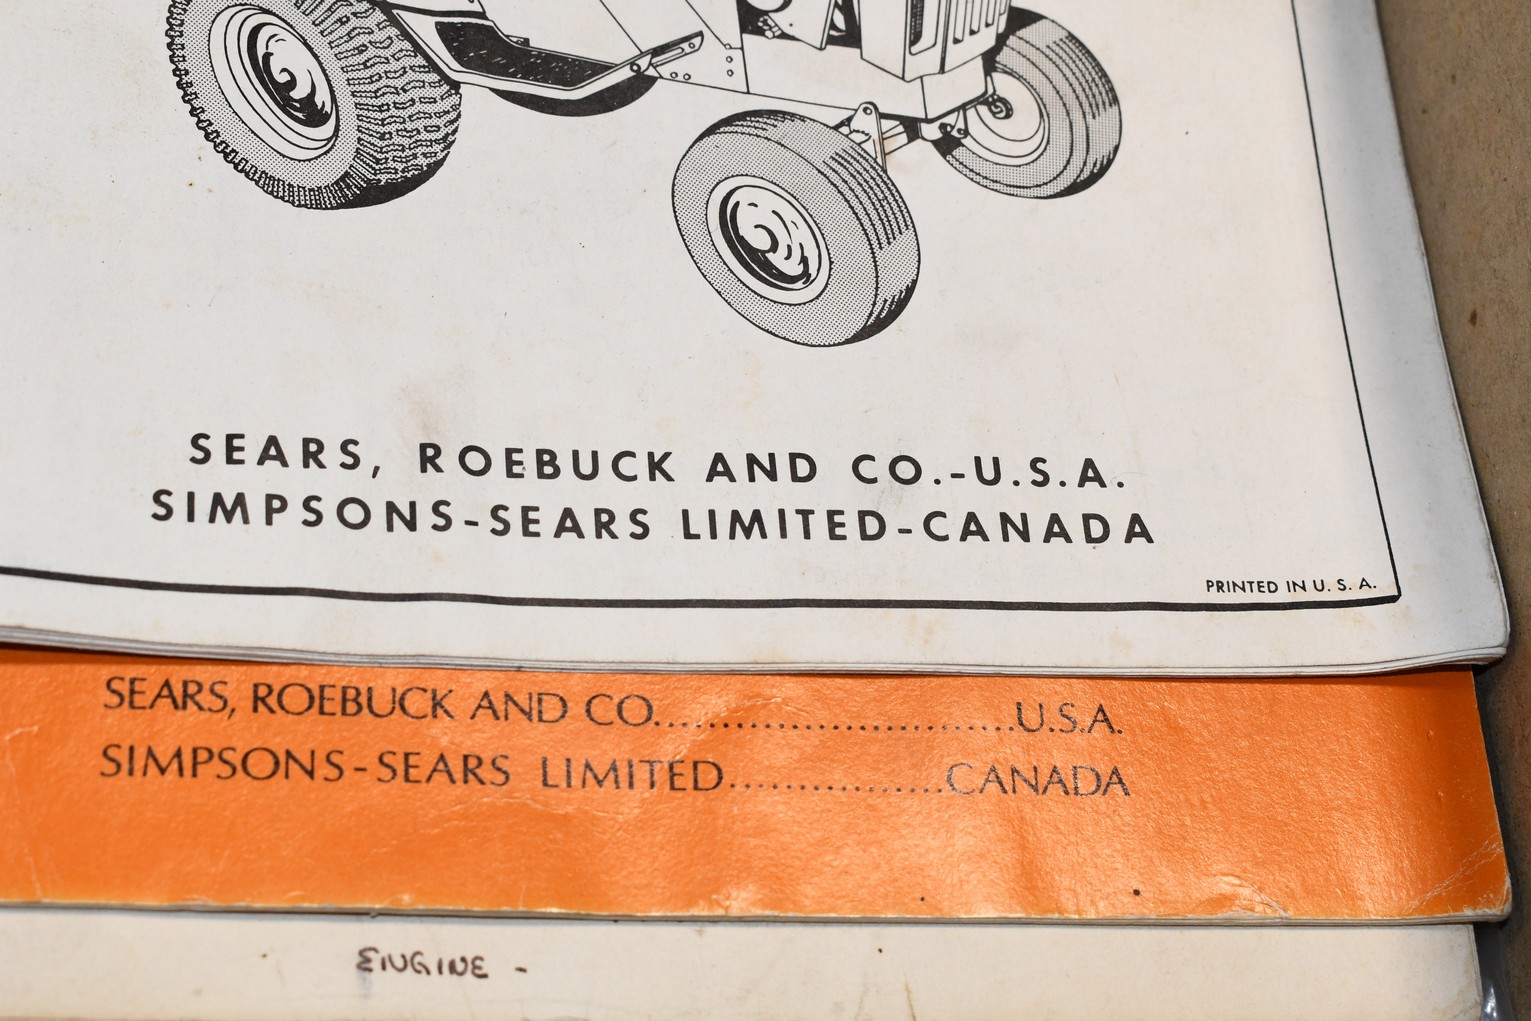 SEARS, ROEBUCK AND CO.-U.S.A.
SIMPSONS-SEARS LIMITED-CANADA
PRINTED IN U. S. A.
SEARS, ROEBUCK AND CO............................U.S.A.
SIMPSONS-SEARS LIMITED................CANADA
ENGINE -